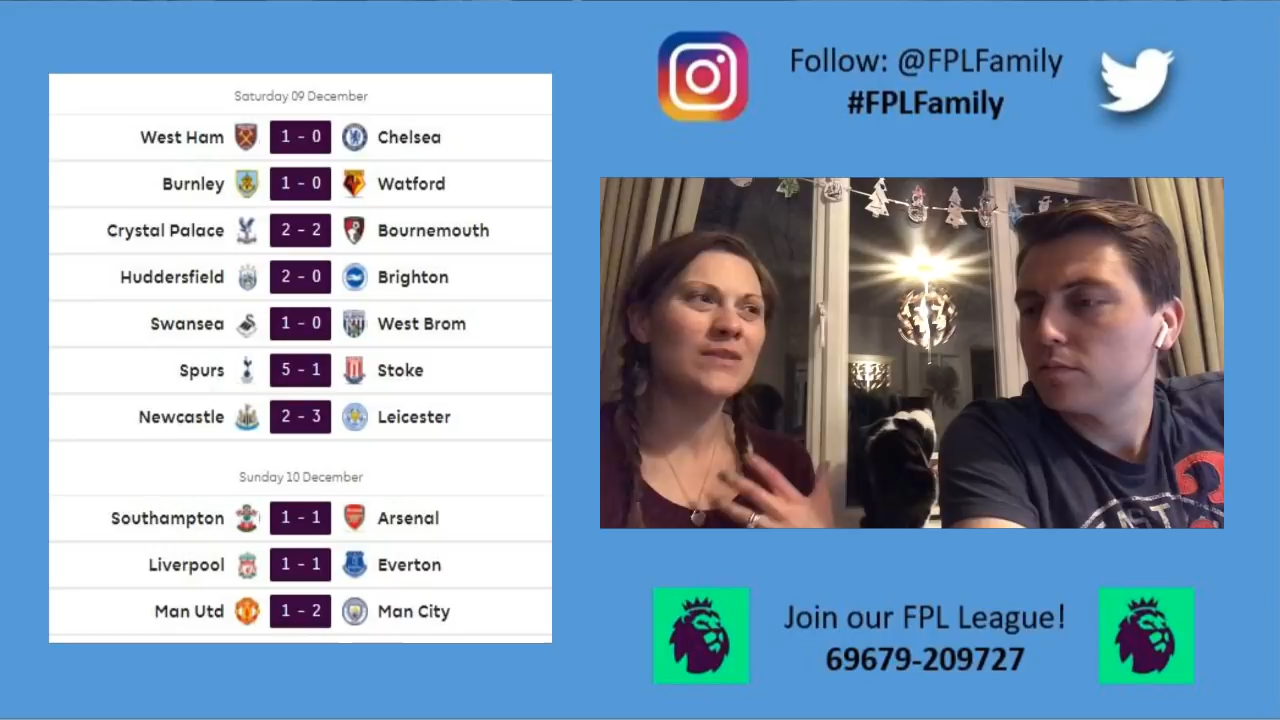 Saturday 09 December
West Ham 1 - 0 Chelsea
Burnley 1 - 0 Watford
Crystal Palace 2 - 2 Bournemouth
Huddersfield 2 - 0 Brighton
Swansea 1 - 0 West Brom
Spurs 5 - 1 Stoke
Newcastle 2 - 3 Leicester
Sunday 10 December
Southampton 1 - 1 Arsenal
Liverpool 1 - 1 Everton
Man Utd 1 - 2 Man City
Follow: @FPLFamily
#FPLFamily
Join our FPL League!
69679-209727